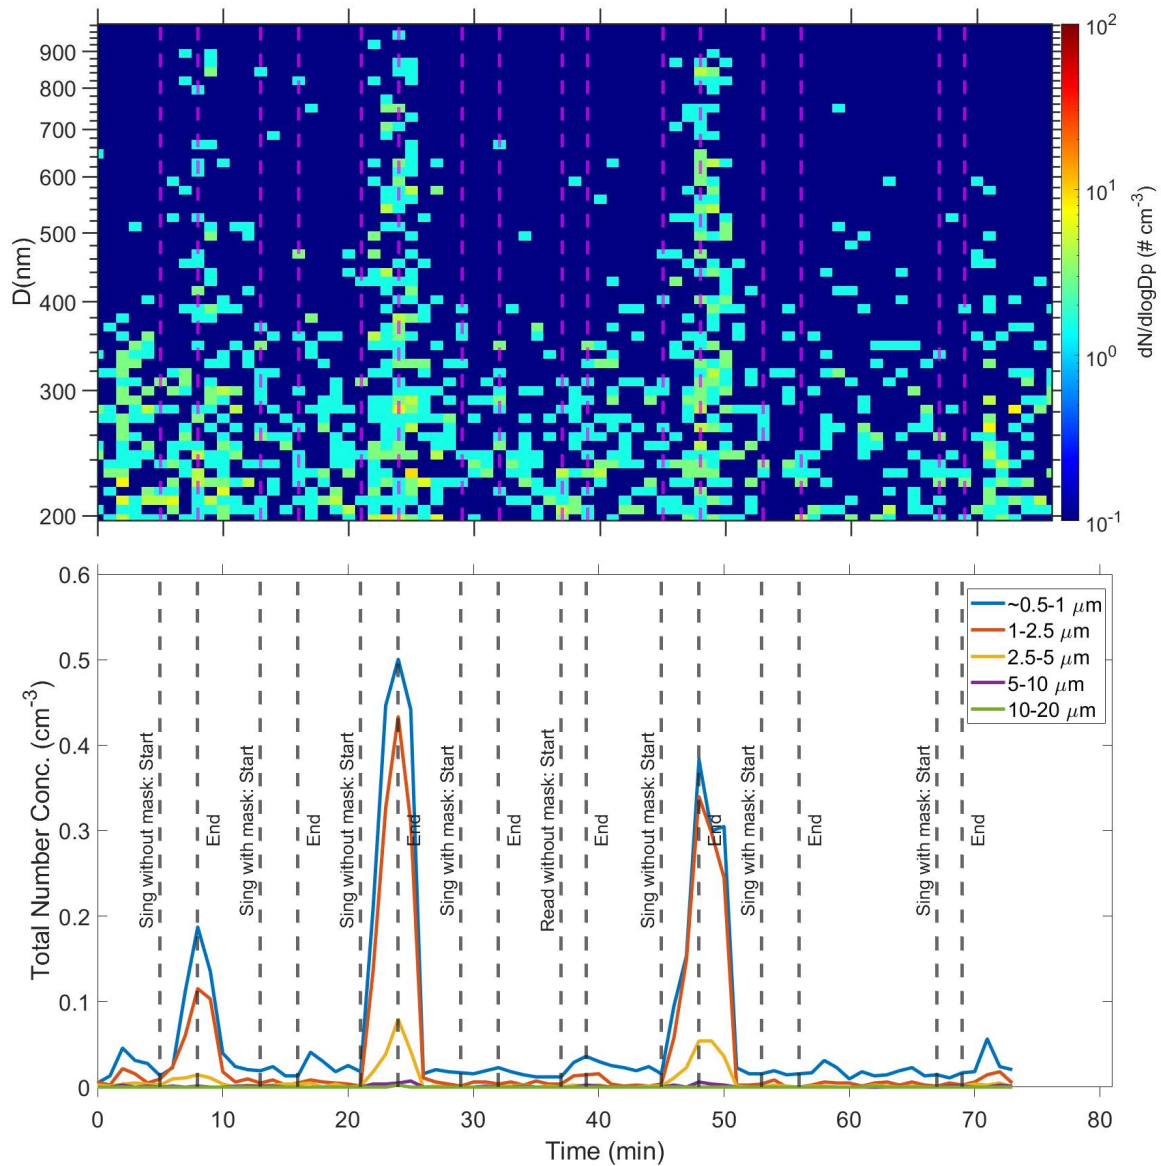 900
800
700
600
500
400
300
200
D(nm)
10²
10¹
10⁰
10⁻¹
dN/dlogDp (# cm⁻³)
0.6
0.5
0.4
0.3
0.2
0.1
0
Total Number Conc. (cm⁻³)
~0.5-1 μm
1-2.5 μm
2.5-5 μm
5-10 μm
10-20 μm
Sing without mask: Start
End
Sing with mask: Start
End
Sing without mask: Start
End
Sing with mask: Start
End
Read without mask: Start
End
Sing without mask: Start
End
Sing with mask: Start
End
Sing with mask: Start
End
0 10 20 30 40 50 60 70 80
Time (min)